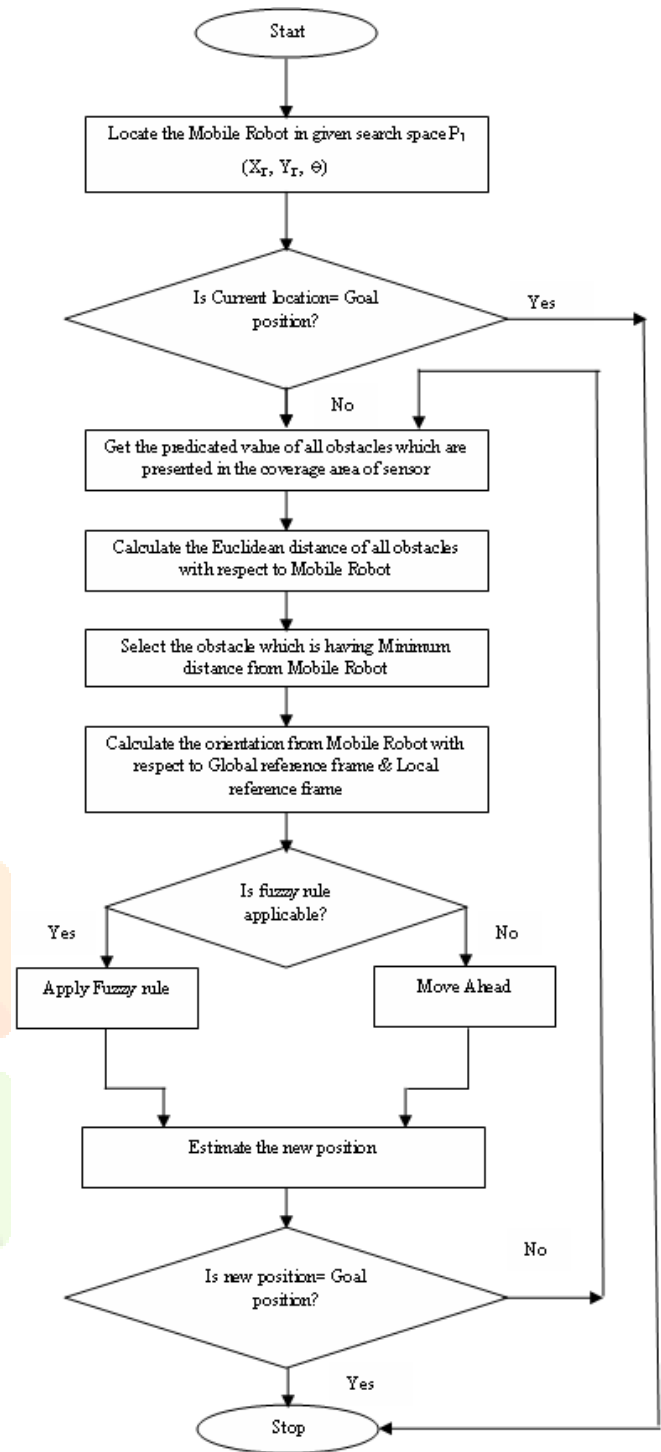 Start
Locate the Mobile Robot in given search space P₁
(Xᵣ, Yᵣ, Ө)
Is Current location= Goal
position?
Yes
No
Get the predicated value of all obstacles which are
presented in the coverage area of sensor
Calculate the Euclidean distance of all obstacles
with respect to Mobile Robot
Select the obstacle which is having Minimum
distance from Mobile Robot
Calculate the orientation from Mobile Robot with
respect to Global reference frame & Local
reference frame
Is fuzzy rule
applicable?
Yes
No
Apply Fuzzy rule
Move Ahead
Estimate the new position
No
Is new position= Goal
position?
Yes
Stop